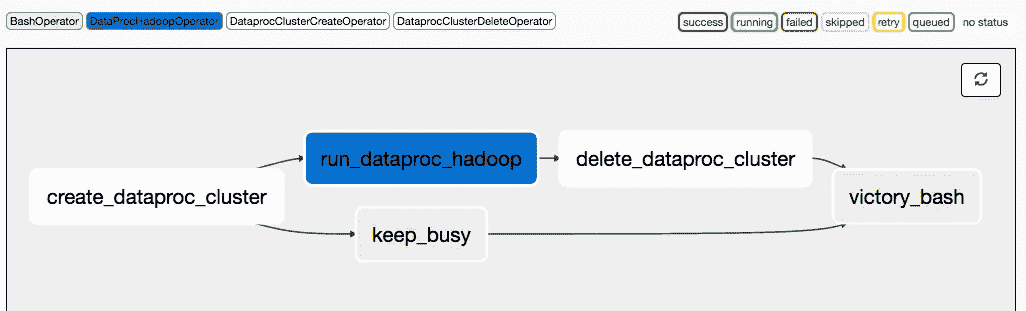 BashOperator DataProcHadoopOperator DataprocClusterCreateOperator DataprocClusterDeleteOperator success running failed skipped retry queued no status
run_dataproc_hadoop delete_dataproc_cluster
create_dataproc_cluster victory_bash
keep_busy